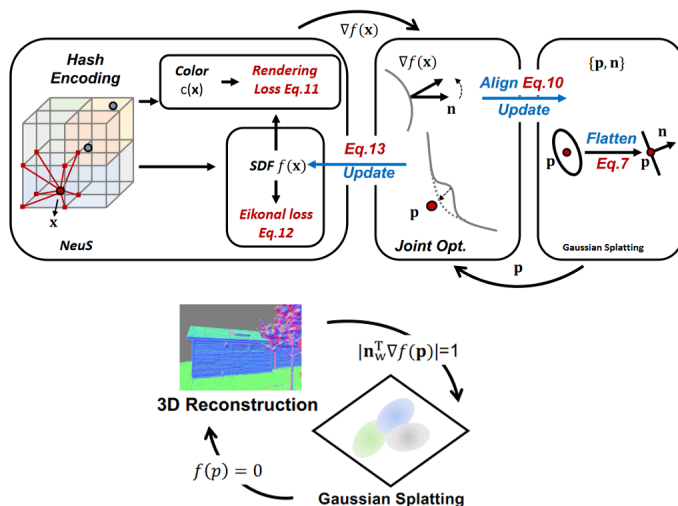 ∇f(x)
Hash
Encoding
Color
c(x)
Rendering
Loss Eq.11
SDF f(x)
Eikonal loss
Eq.12
x
NeuS
Eq.13
Update
∇f(x)
n
p
Joint Opt.
Align Eq.10
Update
{p, n}
Flatten
Eq.7
p
p
n
Gaussian Splatting
p
|n_w^T∇f(p)|=1
3D Reconstruction
f(p) = 0
Gaussian Splatting